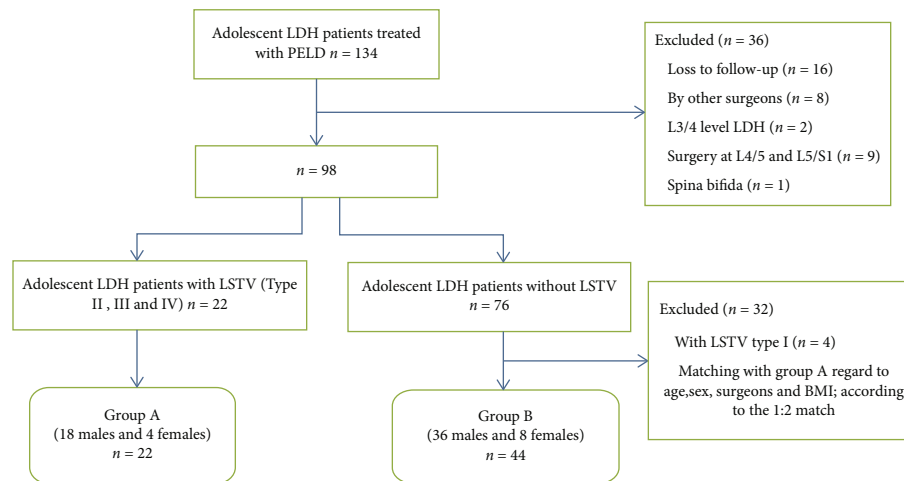 Adolescent LDH patients treated
with PELD n = 134
Excluded (n = 36)
Loss to follow-up (n = 16)
By other surgeons (n = 8)
L3/4 level LDH (n = 2)
Surgery at L4/5 and L5/S1 (n = 9)
Spina bifida (n = 1)
n = 98
Adolescent LDH patients with LSTV (Type
II , III and IV) n = 22
Adolescent LDH patients without LSTV
n = 76
Excluded (n = 32)
With LSTV type I (n = 4)
Matching with group A regard to
age,sex, surgeons and BMI; according
to the 1:2 match
Group A
(18 males and 4 females)
n = 22
Group B
(36 males and 8 females)
n = 44